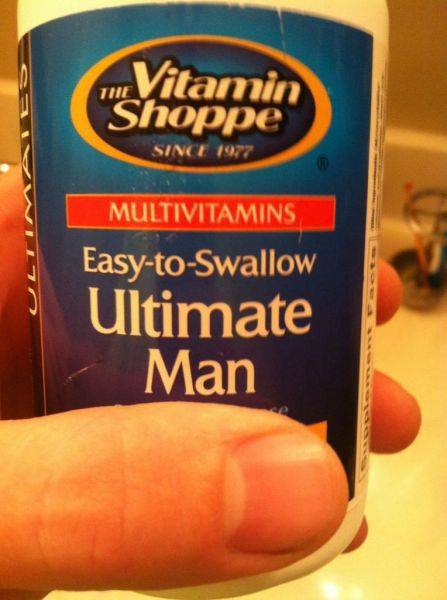 THE Vitamin
Shoppe
SINCE 1977
®
MULTIVITAMINS
Easy-to-Swallow
Ultimate
Man
ULTIMATES
Supplement Facts